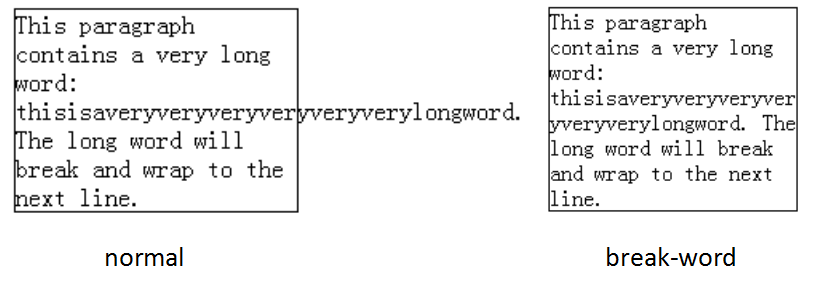 This paragraph
contains a very long
word:
thisisaveryveryveryveryveryverylongword.
The long word will
break and wrap to the
next line.
normal
This paragraph
contains a very long
word:
thisisaveryveryveryver
yveryverylongword. The
long word will break
and wrap to the next
line.
break-word